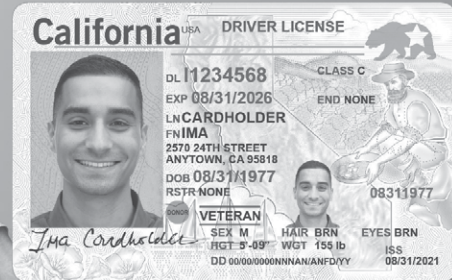 California USA DRIVER LICENSE
DL I1234568 CLASS C
EXP 08/31/2026 END NONE
LN CARDHOLDER
FN IMA
2570 24TH STREET
ANYTOWN, CA 95818
DOB 08/31/1977
RSTR NONE 08311977
DONOR VETERAN
Ima Cardholder
SEX M HAIR BRN EYES BRN
HGT 5'-09" WGT 155 lb ISS
DD 00/00/0000NNNAN/ANFD/YY 08/31/2021